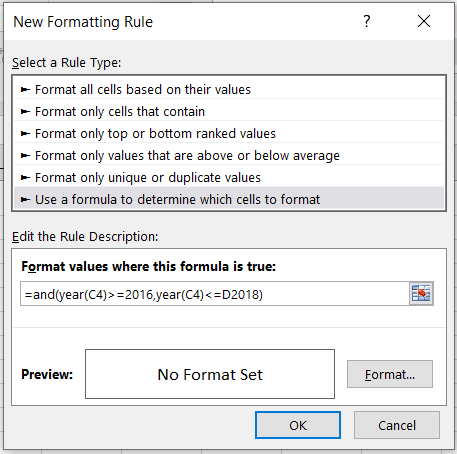 New Formatting Rule
? ×
Select a Rule Type:
► Format all cells based on their values
► Format only cells that contain
► Format only top or bottom ranked values
► Format only values that are above or below average
► Format only unique or duplicate values
► Use a formula to determine which cells to format
Edit the Rule Description:
Format values where this formula is true:
=and(year(C4)>=2016,year(C4)<=D2018)
Preview:
No Format Set
Format...
OK
Cancel